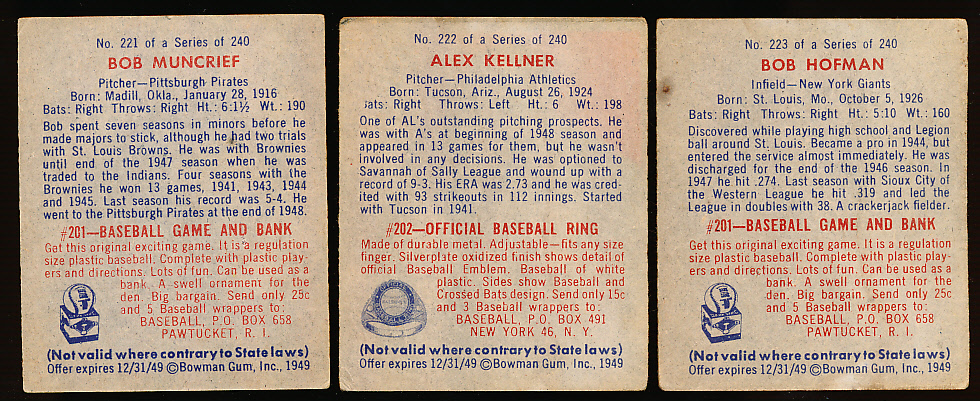 No. 221 of a Series of 240
BOB MUNCRIEF
Pitcher—Pittsburgh Pirates
Born: Madill, Okla., January 28, 1916
Bats: Right Throws: Right Ht.: 6:1½ Wt.: 190
Bob spent seven seasons in minors before he
made majors to stick, although he had two trials
with St. Louis Browns. He was with Brownies
until end of the 1947 season when he was
traded to the Indians. Four seasons with the
Brownies he won 13 games, 1941, 1943, 1944
and 1945. Last season his record was 5-4. He
went to the Pittsburgh Pirates at the end of 1948.
#201—BASEBALL GAME AND BANK
Get this original exciting game. It is a regulation
size plastic baseball. Complete with plastic play-
ers and directions. Lots of fun. Can be used as a
bank. A swell ornament for the
den. Big bargain. Send only 25c
and 5 Baseball wrappers to:
BASEBALL, P.O. BOX 658
PAWTUCKET, R. I.
(Not valid where contrary to State laws)
Offer expires 12/31/49 ©Bowman Gum, Inc., 1949
No. 222 of a Series of 240
ALEX KELLNER
Pitcher—Philadelphia Athletics
Born: Tucson, Ariz., August 26, 1924
Bats: Right Throws: Left Ht.: 6 Wt.: 198
One of AL's outstanding pitching prospects. He
was with A's at beginning of 1948 season and
appeared in 13 games for them, but he wasn't
involved in any decisions. He was optioned to
Savannah of Sally League and wound up with a
record of 9-3. His ERA was 2.73 and he was cred-
ited with 93 strikeouts in 112 innings. Started
with Tucson in 1941.
#202—OFFICIAL BASEBALL RING
Made of durable metal. Adjustable—fits any size
finger. Silverplate oxidized finish shows detail of
official Baseball Emblem. Baseball of white
plastic. Sides show Baseball and
Crossed Bats design. Send only 15c
and 3 Baseball wrappers to:
BASEBALL, P.O. BOX 491
NEW YORK 46, N. Y.
(Not valid where contrary to State laws)
Offer expires 12/31/49 ©Bowman Gum, Inc., 1949
No. 223 of a Series of 240
BOB HOFMAN
Infield—New York Giants
Born: St. Louis, Mo., October 5, 1926
Bats: Right Throws: Right Ht.: 5:10 Wt.: 160
Discovered while playing high school and Legion
ball around St. Louis. Became a pro in 1944, but
entered the service almost immediately. He was
discharged for the end of the 1946 season. In
1947 he hit .274. Last season with Sioux City of
the Western League he hit .319 and led the
League in doubles with 38. A crackerjack fielder.
#201—BASEBALL GAME AND BANK
Get this original exciting game. It is a regulation
size plastic baseball. Complete with plastic play-
ers and directions. Lots of fun. Can be used as a
bank. A swell ornament for the
den. Big bargain. Send only 25c
and 5 Baseball wrappers to:
BASEBALL, P.O. BOX 658
PAWTUCKET, R. I.
(Not valid where contrary to State laws)
Offer expires 12/31/49 ©Bowman Gum, Inc., 1949